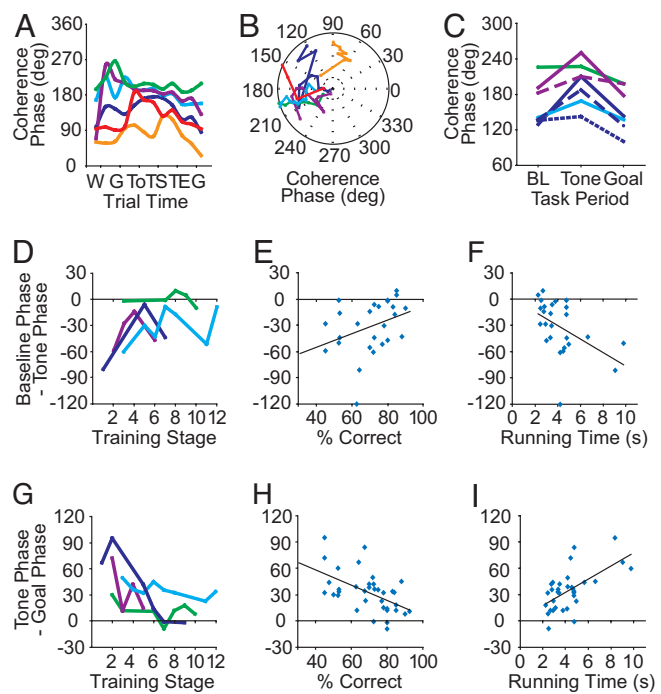 A
360
270
180
90
0
Coherence
Phase (deg)
W G ToTSTEG
Trial Time
B
90
60
30
0
330
300
270
240
210
180
150
120
Coherence
Phase (deg)
C
300
260
220
180
140
100
60
Coherence
Phase (deg)
BL Tone Goal
Task Period
D
30
0
-30
-60
-90
-120
Baseline Phase
- Tone Phase
2 4 6 8 10 12
Training Stage
E
30
0
-30
-60
-90
-120
40 60 80 100
% Correct
F
30
0
-30
-60
-90
-120
0 2 4 6 8 10
Running Time (s)
G
120
90
60
30
0
-30
Tone Phase
- Goal Phase
2 4 6 8 10 12
Training Stage
H
120
90
60
30
0
-30
40 60 80 100
% Correct
I
120
90
60
30
0
-30
0 2 4 6 8 10
Running Time (s)